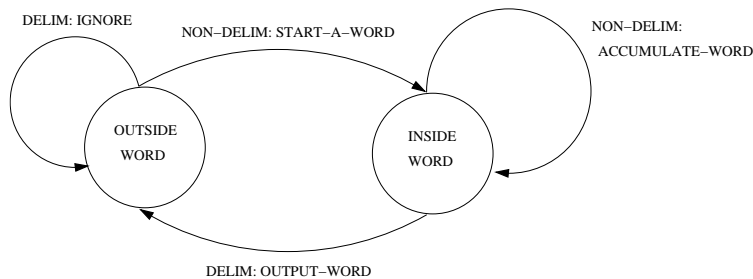 DELIM: IGNORE
NON–DELIM: START–A–WORD
NON–DELIM:
ACCUMULATE–WORD
OUTSIDE
WORD
INSIDE
WORD
DELIM: OUTPUT–WORD